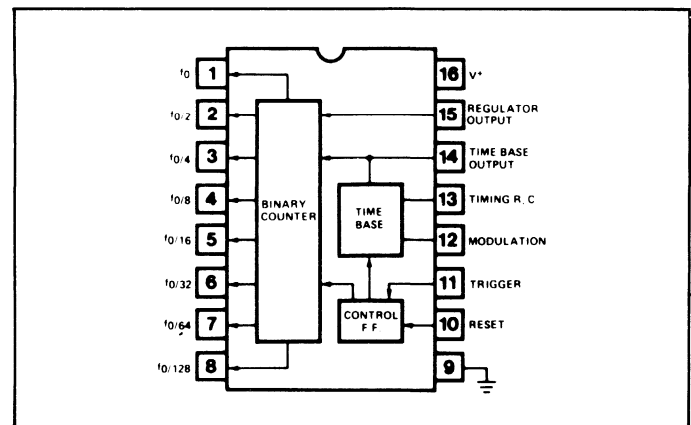 f0 1
f0/2 2
f0/4 3
f0/8 4
f0/16 5
f0/32 6
f0/64 7
f0/128 8
BINARY
COUNTER
TIME
BASE
CONTROL
F.F.
16 V+
15 REGULATOR
OUTPUT
14 TIME BASE
OUTPUT
13 TIMING R, C
12 MODULATION
11 TRIGGER
10 RESET
9